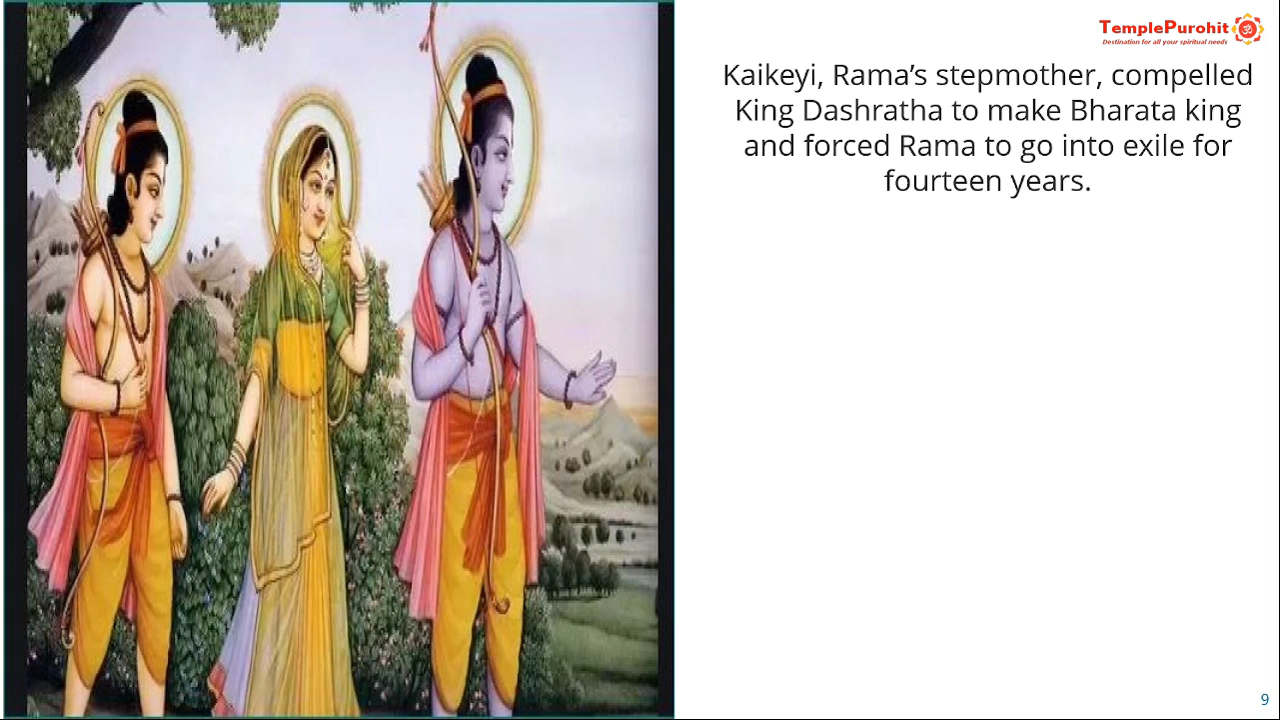 TemplePurohit
Destination for all your spiritual needs
Kaikeyi, Rama’s stepmother, compelled
King Dashratha to make Bharata king
and forced Rama to go into exile for
fourteen years.
9